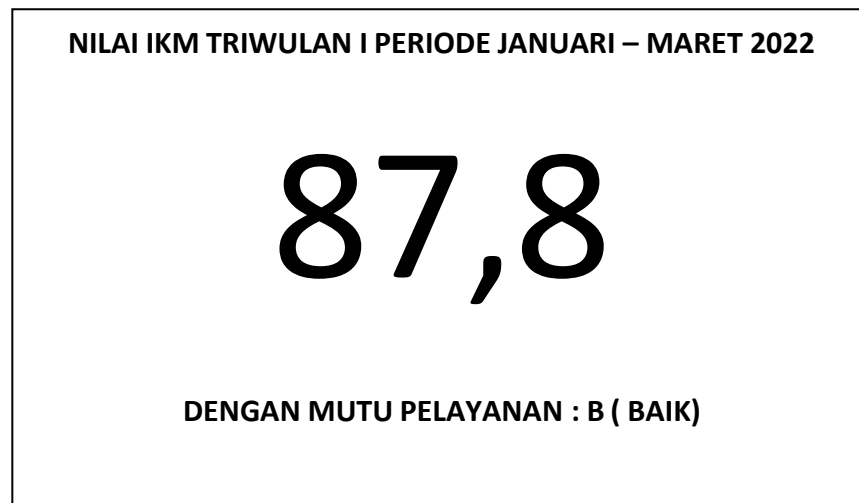 NILAI IKM TRIWULAN I PERIODE JANUARI – MARET 2022
87,8
DENGAN MUTU PELAYANAN : B ( BAIK)